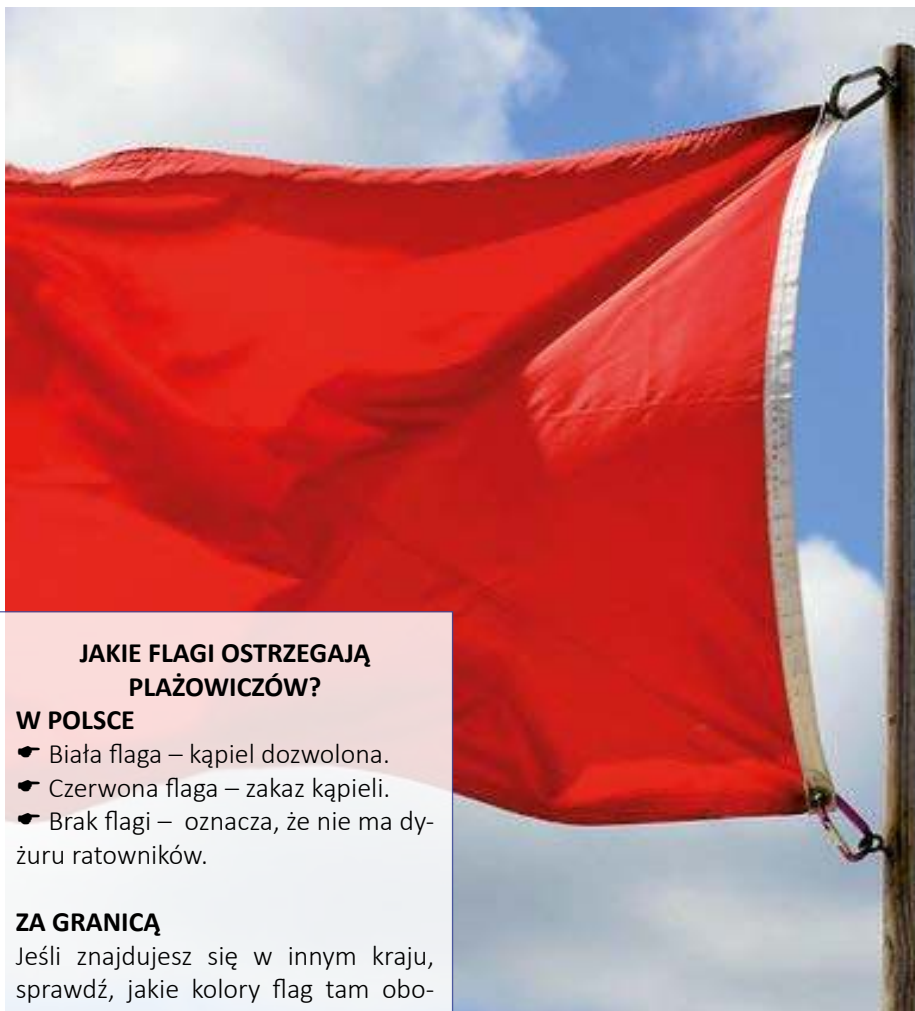 JAKIE FLAGI OSTRZEGAJĄ
PLAŻOWICZÓW?
W POLSCE
☛ Biała flaga – kąpiel dozwolona.
☛ Czerwona flaga – zakaz kąpieli.
☛ Brak flagi – oznacza, że nie ma dy-
żuru ratowników.
ZA GRANICĄ
Jeśli znajdujesz się w innym kraju,
sprawdź, jakie kolory flag tam obo-